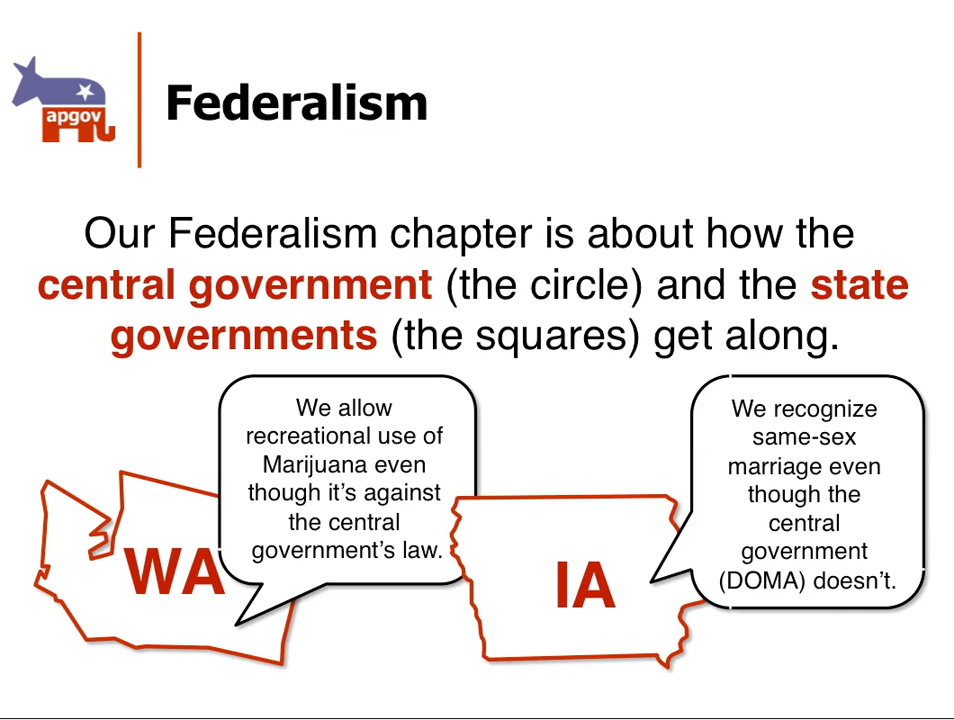 apgov
Federalism
Our Federalism chapter is about how the
central government (the circle) and the state
governments (the squares) get along.
We allow
recreational use of
Marijuana even
though it's against
the central
government's law.
WA
We recognize
same-sex
marriage even
though the
central
government
(DOMA) doesn't.
IA